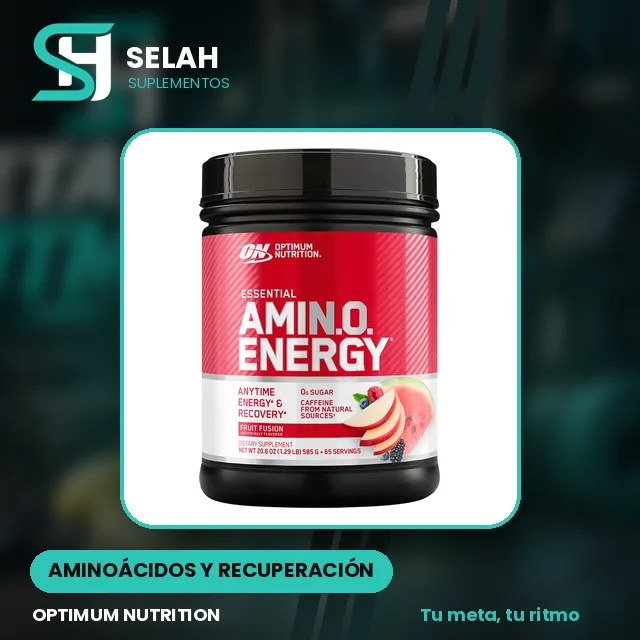 SELAH
SUPLEMENTOS
ON OPTIMUM NUTRITION.
ESSENTIAL
AMIN.O.
ENERGY
ANYTIME
ENERGY* &
RECOVERY*
0g SUGAR
CAFFEINE
FROM NATURAL
SOURCES†
FRUIT FUSION
ARTIFICIALLY FLAVORED
DIETARY SUPPLEMENT
NET WT 20.6 OZ (1.29 LB) 585 G • 65 SERVINGS
AMINOÁCIDOS Y RECUPERACIÓN
OPTIMUM NUTRITION
Tu meta, tu ritmo